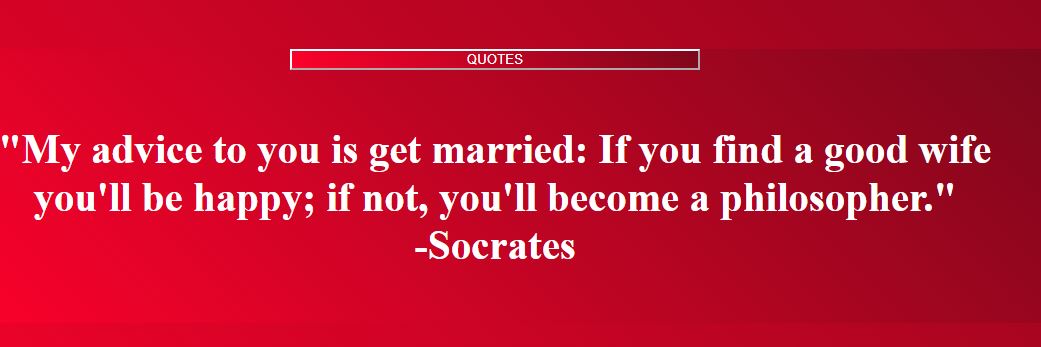 QUOTES
"My advice to you is get married: If you find a good wife
you'll be happy; if not, you'll become a philosopher."
-Socrates